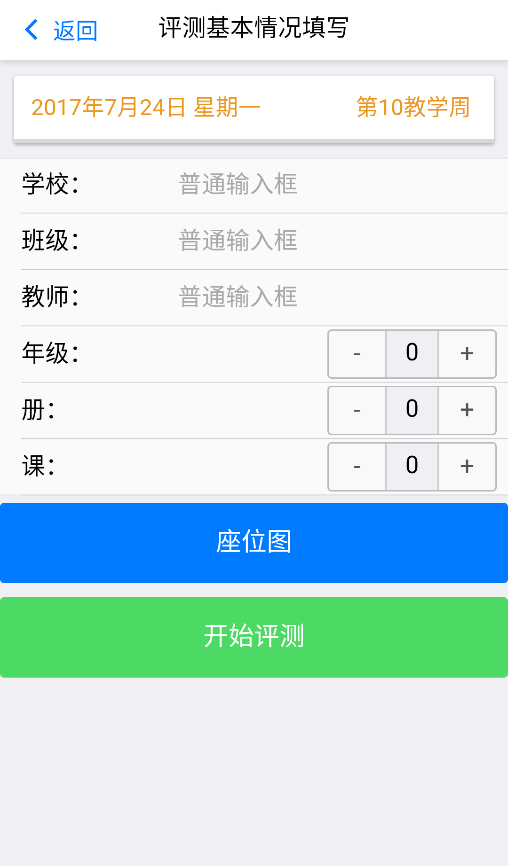 返回 评测基本情况填写
2017年7月24日 星期一 第10教学周
学校： 普通输入框
班级： 普通输入框
教师： 普通输入框
年级： - 0 +
册： - 0 +
课： - 0 +
座位图
开始评测